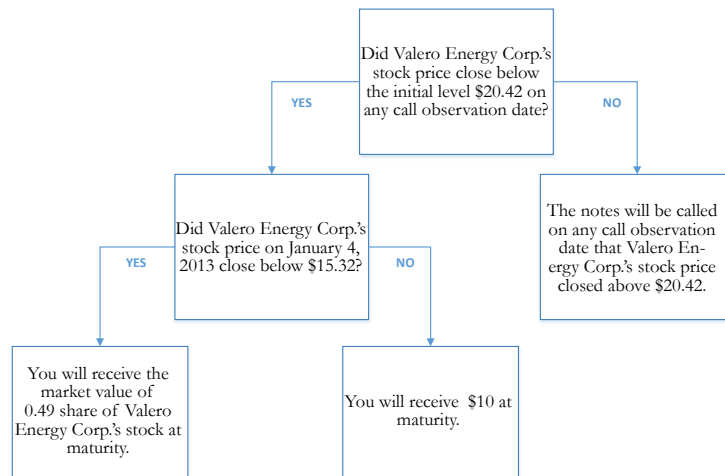 Did Valero Energy Corp.'s
stock price close below
the initial level $20.42 on
any call observation date?
YES
NO
Did Valero Energy Corp.'s
stock price on January 4,
2013 close below $15.32?
The notes will be called
on any call observation
date that Valero En-
ergy Corp.'s stock price
closed above $20.42.
YES
NO
You will receive the
market value of
0.49 share of Valero
Energy Corp.'s stock at
maturity.
You will receive $10 at
maturity.